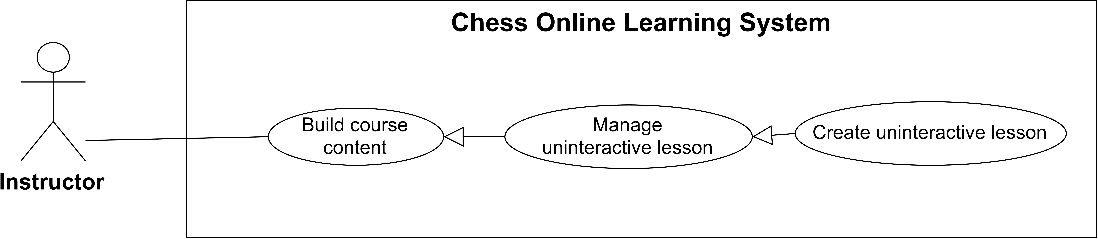 Chess Online Learning System
Build course
content
Manage
uninteractive lesson
Create uninteractive lesson
Instructor